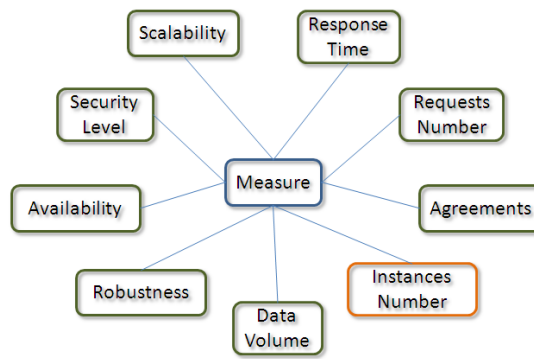 Scalability
Response
Time
Security
Level
Requests
Number
Measure
Availability
Agreements
Robustness
Data
Volume
Instances
Number